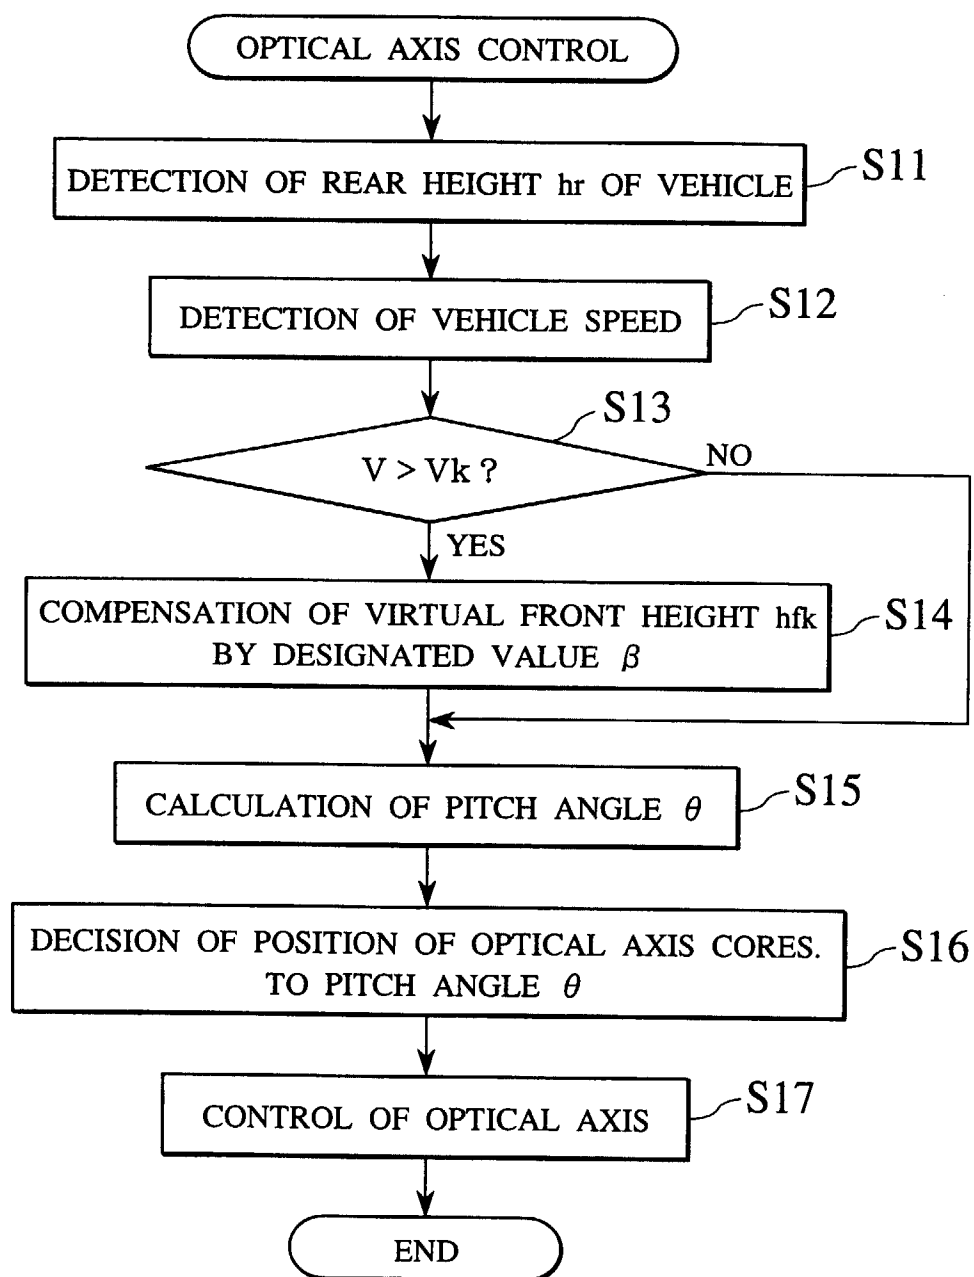 OPTICAL AXIS CONTROL
DETECTION OF REAR HEIGHT hr OF VEHICLE
S11
DETECTION OF VEHICLE SPEED
S12
S13
V > Vk ?
NO
YES
COMPENSATION OF VIRTUAL FRONT HEIGHT hfk
BY DESIGNATED VALUE β
S14
CALCULATION OF PITCH ANGLE θ
S15
DECISION OF POSITION OF OPTICAL AXIS CORES.
TO PITCH ANGLE θ
S16
CONTROL OF OPTICAL AXIS
S17
END